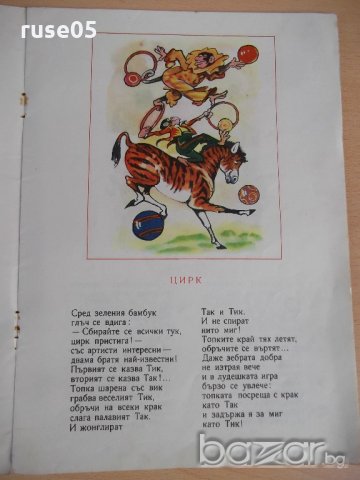 ruse05
ЦИРК
Сред зеления бамбук
глъч се вдига:
— Сбирайте се всички тук,
цирк пристига! —
със артисти интересни —
двама братя най-известни!
Първият се казва Тик,
вторият се казва Так!...
Топка шарена със вик
грабва веселият Тик,
обръчи на всеки крак
слага палавият Так.
И жонглират
Так и Тик.
И не спират
нито миг!
Топките край тях летят,
обръчите се въртят...
Даже зебрата добра
не изтрая вече
и в лудешката игра
бързо се увлече:
топката посреща с крак
като Так
и задържа я за миг
като Тик!
bazar.bg